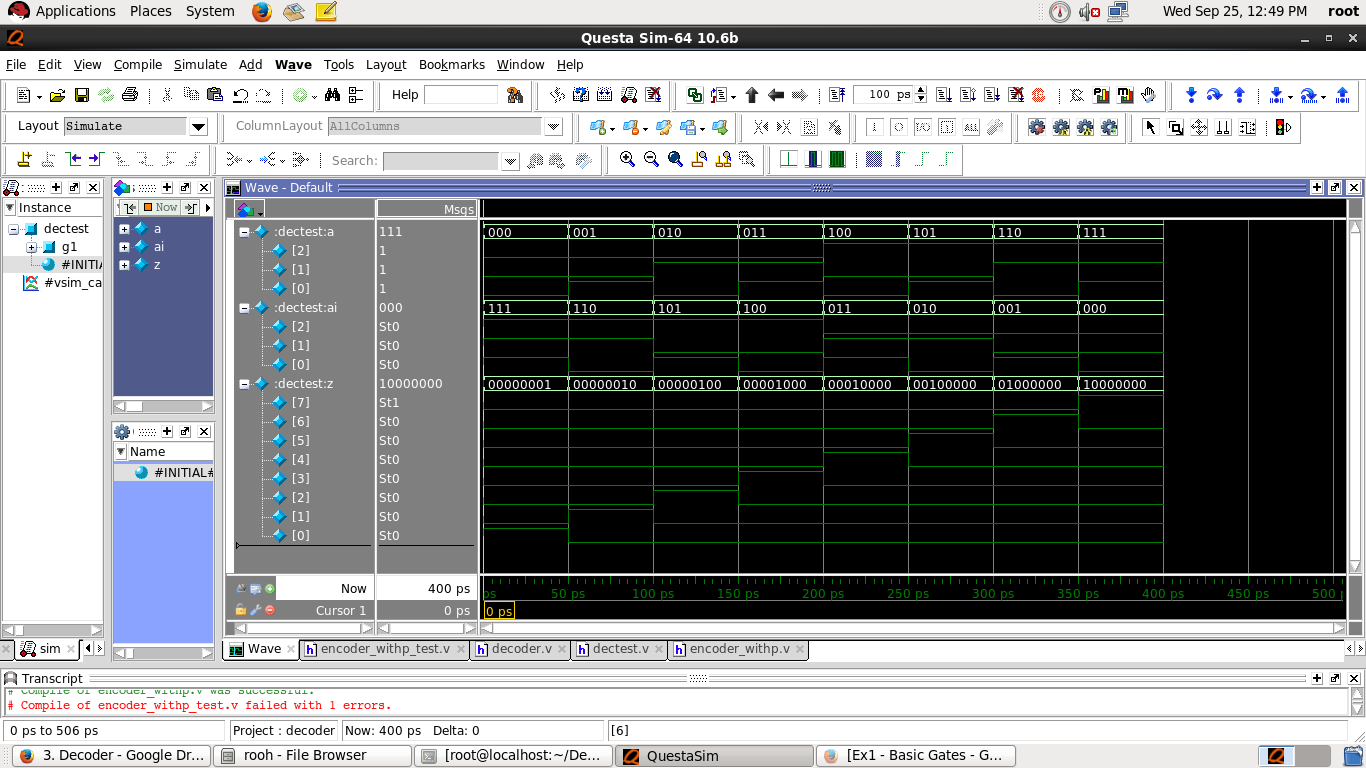 Applications Places System Wed Sep 25, 12:49 PM root
Questa Sim-64 10.6b
File Edit View Compile Simulate Add Wave Tools Layout Bookmarks Window Help
Help 100 ps
Layout Simulate ColumnLayout AllColumns
Search:
Wave - Default
Instance
dectest
g1
#INITIA
#vsim_ca
Now
a
ai
z
Name
#INITIAL#
Msgs
:dectest:a 111 000 001 010 011 100 101 110 111
[2] 1
[1] 1
[0] 1
:dectest:ai 000 111 110 101 100 011 010 001 000
[2] St0
[1] St0
[0] St0
:dectest:z 10000000 00000001 00000010 00000100 00001000 00010000 00100000 01000000 10000000
[7] St1
[6] St0
[5] St0
[4] St0
[3] St0
[2] St0
[1] St0
[0] St0
Now 400 ps ps 50 ps 100 ps 150 ps 200 ps 250 ps 300 ps 350 ps 400 ps 450 ps 500
Cursor 1 0 ps 0 ps
sim Wave encoder_withp_test.v decoder.v dectest.v encoder_withp.v
Transcript
# Compile of encoder_withp.v was successful.
# Compile of encoder_withp_test.v failed with 1 errors.
0 ps to 506 ps Project : decoder Now: 400 ps Delta: 0 [6]
3. Decoder - Google Dr... rooh - File Browser [root@localhost:~/De... QuestaSim [Ex1 - Basic Gates - G...